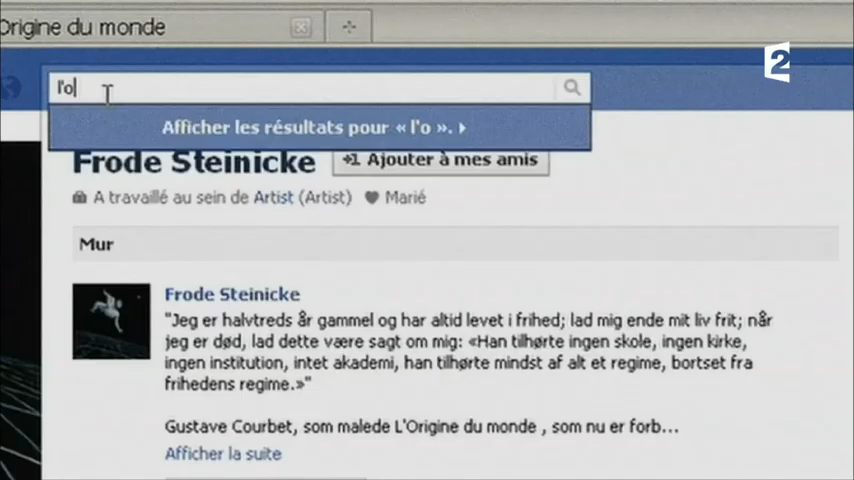 Origine du monde
2
l'o
Afficher les résultats pour « l'o ».
Frode Steinicke +1 Ajouter à mes amis
A travaillé au sein de Artist (Artist) Marié
Mur
Frode Steinicke
"Jeg er halvtreds år gammel og har altid levet i frihed; lad mig ende mit liv frit; når
jeg er død, lad dette være sagt om mig: «Han tilhørte ingen skole, ingen kirke,
ingen institution, intet akademi, han tilhørte mindst af alt et regime, bortset fra
frihedens regime.»"
Gustave Courbet, som malede L'Origine du monde , som nu er forb...
Afficher la suite